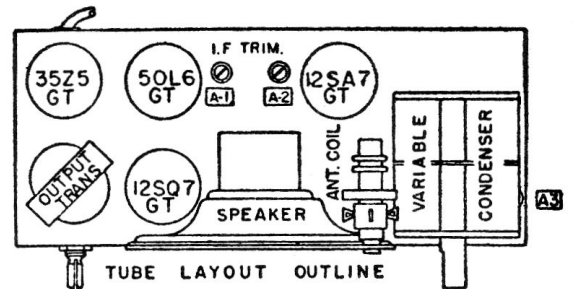 I.F TRIM.
35Z5
GT
50L6
GT
A-1
A-2
12SA7
GT
OUTPUT
TRANS
12SQ7
GT
SPEAKER
ANT. COIL
1
VARIABLE
CONDENSER
A3
TUBE LAYOUT OUTLINE